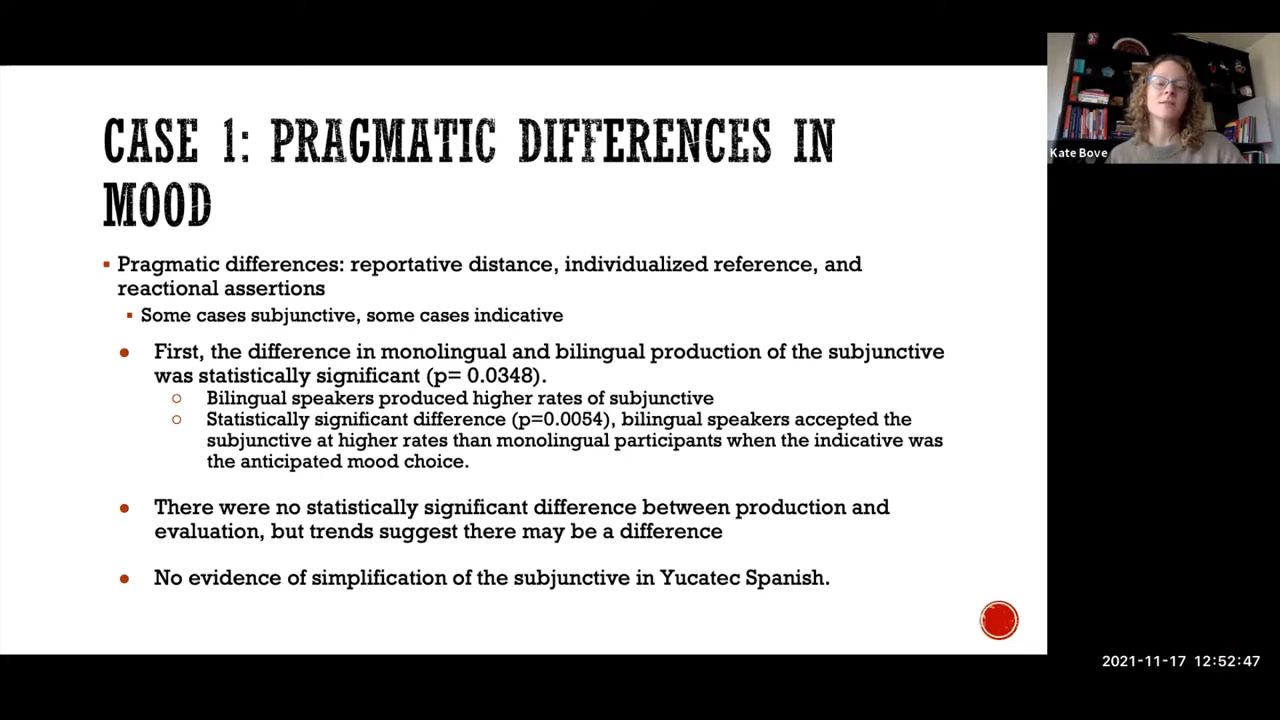 CASE 1: PRAGMATIC DIFFERENCES IN
MOOD
Pragmatic differences: reportative distance, individualized reference, and
reactional assertions
Some cases subjunctive, some cases indicative
First, the difference in monolingual and bilingual production of the subjunctive
was statistically significant (p= 0.0348).
Bilingual speakers produced higher rates of subjunctive
Statistically significant difference (p=0.0054), bilingual speakers accepted the
subjunctive at higher rates than monolingual participants when the indicative was
the anticipated mood choice.
There were no statistically significant difference between production and
evaluation, but trends suggest there may be a difference
No evidence of simplification of the subjunctive in Yucatec Spanish.
Kate Bove
2021-11-17 12:52:47